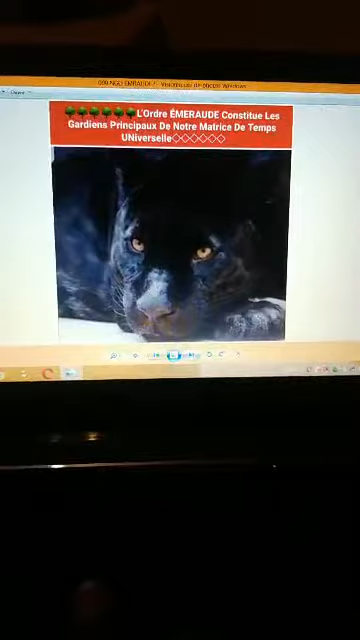 🌳🌳🌳🌳🌳🌳L'Ordre ÉMERAUDE Constitue Les
Gardiens Principaux De Notre Matrice De Temps
UNiverselle◇◇◇◇◇◇